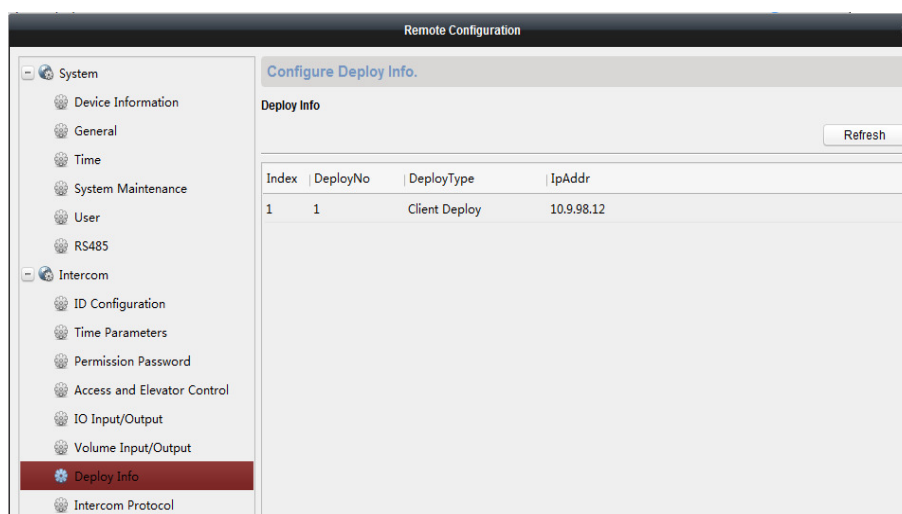 Remote Configuration
System
Device Information
General
Time
System Maintenance
User
RS485
Intercom
ID Configuration
Time Parameters
Permission Password
Access and Elevator Control
IO Input/Output
Volume Input/Output
Deploy Info
Intercom Protocol
Configure Deploy Info.
Deploy Info
Refresh
Index DeployNo DeployType IpAddr
1 1 Client Deploy 10.9.98.12